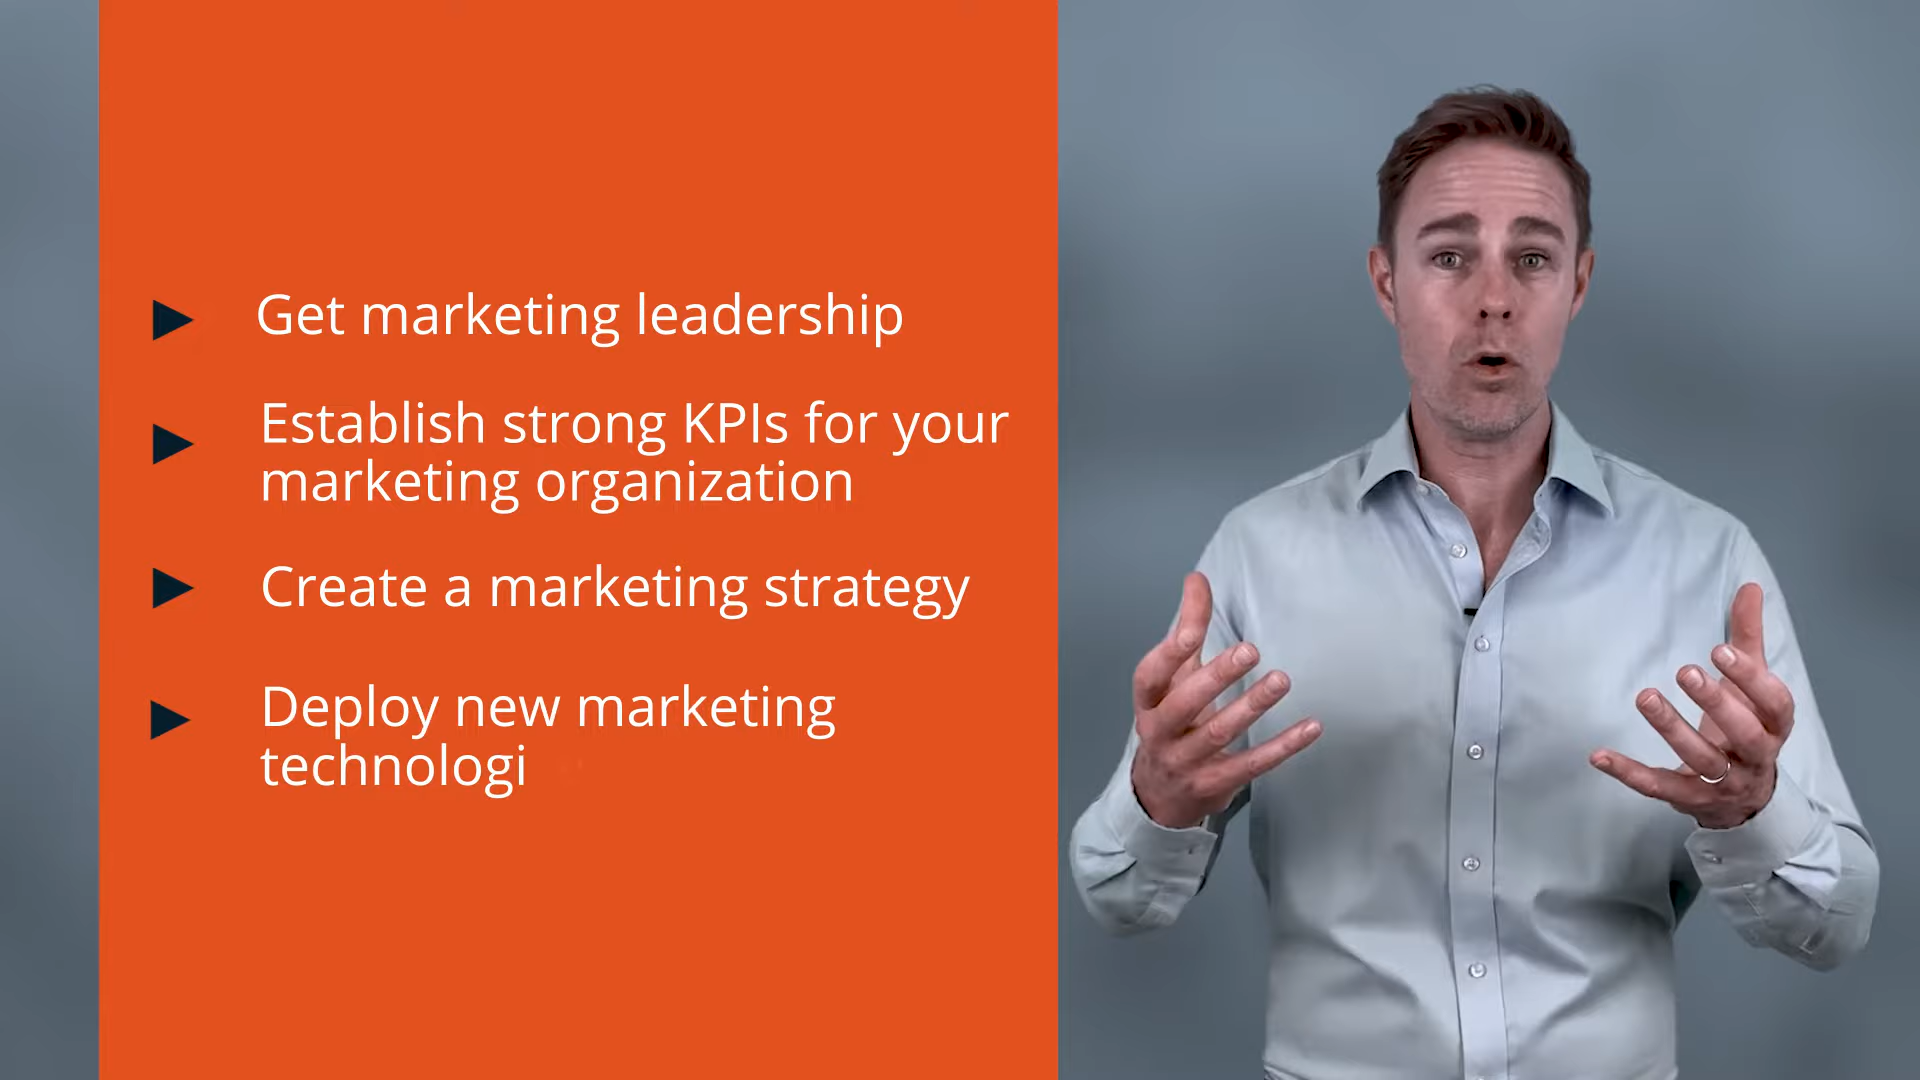 Get marketing leadership
Establish strong KPIs for your
marketing organization
Create a marketing strategy
Deploy new marketing
technologi